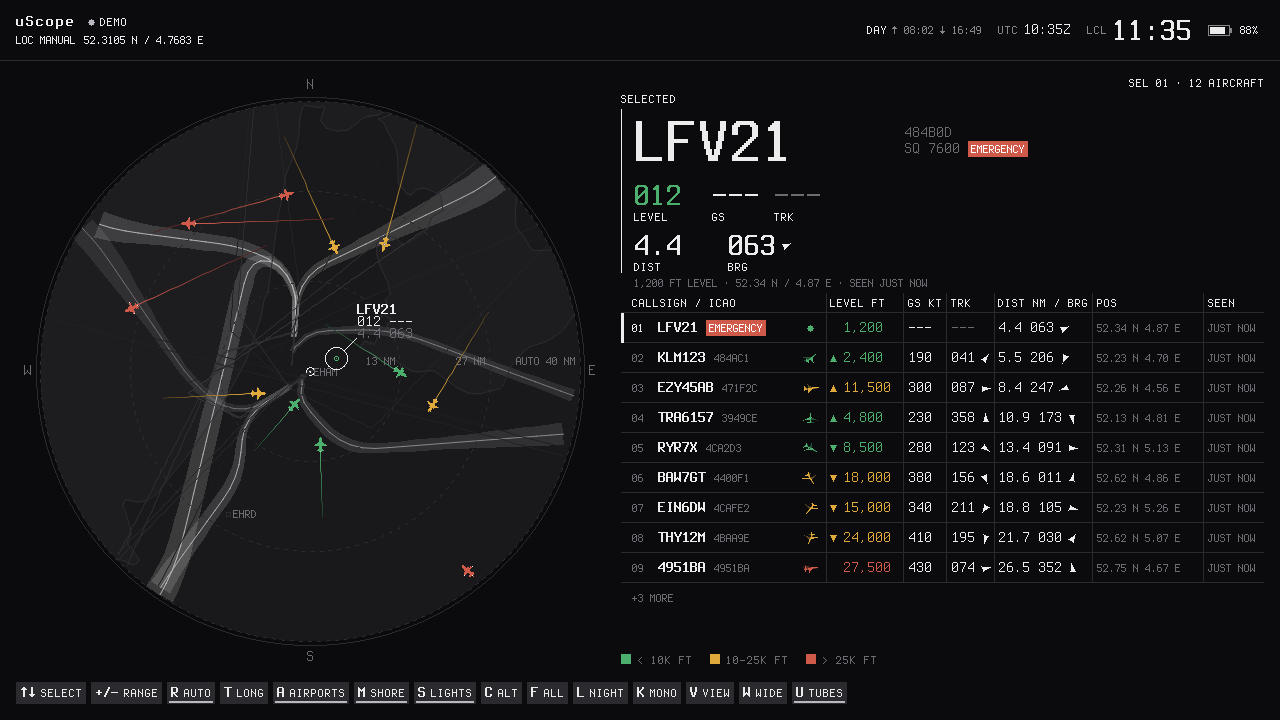 uScope DEMO
LOC MANUAL 52.3105 N / 4.7683 E
DAY ↑ 08:02 ↓ 16:49 UTC 10:35Z LCL 11:35 88%
SEL 01 · 12 AIRCRAFT
N
W
E
S
LFV21
012 ---
4.4 063
13 NM
27 NM
AUTO 40 NM
EHAM
EHRD
SELECTED
LFV21
484B0D
SQ 7600 EMERGENCY
012 --- ---
LEVEL GS TRK
4.4 063
DIST BRG
1,200 FT LEVEL · 52.34 N / 4.87 E · SEEN JUST NOW
CALLSIGN / ICAO LEVEL FT GS KT TRK DIST NM / BRG POS SEEN
01 LFV21 EMERGENCY 1,200 --- --- 4.4 063 52.34 N 4.87 E JUST NOW
02 KLM123 484AC1 ▲ 2,400 190 041 5.5 206 52.23 N 4.70 E JUST NOW
03 EZY45AB 471F2C ▲ 11,500 300 087 8.4 247 52.26 N 4.56 E JUST NOW
04 TRA6157 3949CE ▲ 4,800 230 358 10.9 173 52.13 N 4.81 E JUST NOW
05 RYR7X 4CA2D3 ▼ 8,500 280 123 13.4 091 52.31 N 5.13 E JUST NOW
06 BAW7GT 4400F1 ▼ 18,000 380 156 18.6 011 52.62 N 4.86 E JUST NOW
07 EIN6DW 4CAFE2 ▼ 15,000 340 211 18.8 105 52.23 N 5.26 E JUST NOW
08 THY12M 4BAA9E ▼ 24,000 410 195 21.7 030 52.62 N 5.07 E JUST NOW
09 4951BA 4951BA 27,500 430 074 26.5 352 52.75 N 4.67 E JUST NOW
+3 MORE
< 10K FT 10-25K FT > 25K FT
↑↓ SELECT +/- RANGE R AUTO T LONG A AIRPORTS M SHORE S LIGHTS C ALT F ALL L NIGHT K MONO V VIEW W WIDE U TUBES